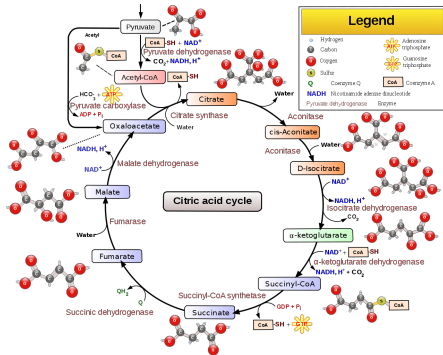 Pyruvate
Acetyl
CoA
CoA -SH + NAD⁺
Pyruvate dehydrogenase
CO₂ + NADH, H⁺
Acetyl-CoA
CoA -SH
HCO₃⁻ + ATP
Pyruvate carboxylase
ADP + Pᵢ
Citrate
Water
Citrate synthase
Water
Oxaloacetate
Aconitase
cis-Aconitate
Aconitase
Water
D-Isocitrate
NAD⁺
NADH, H⁺
Isocitrate dehydrogenase
CO₂
α-ketoglutarate
NAD⁺ + CoA -SH
α-ketoglutarate dehydrogenase
NADH, H⁺ + CO₂
Succinyl-CoA
S
CoA
Succinyl-CoA synthetase
GDP + Pᵢ
CoA -SH + GTP
Succinate
Succinic dehydrogenase
QH₂
Q
Fumarate
Water
Fumarase
Malate
NAD⁺
Malate dehydrogenase
NADH, H⁺
Citric acid cycle
Legend
Hydrogen
Carbon
Oxygen
Sulfur
Q Coenzyme Q
NADH Nicotinamide adenine dinucleotide
Pyruvate dehydrogenase Enzyme
ATP Adenosine
triphosphate
GTP Guanosine
triphosphate
CoA Coenzyme A